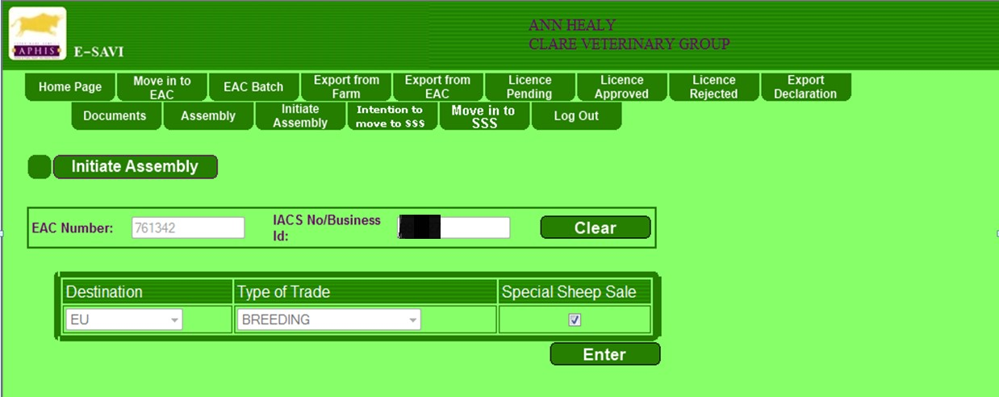 ANN HEALY
CLARE VETERINARY GROUP
APHIS
E-SAVI
Home Page
Move in to
EAC
EAC Batch
Export from
Farm
Export from
EAC
Licence
Pending
Licence
Approved
Licence
Rejected
Export
Declaration
Documents
Assembly
Initiate
Assembly
Intention to
move to SSS
Move in to
SSS
Log Out
Initiate Assembly
EAC Number:
761342
IACS No/Business
Id:
Clear
Destination
Type of Trade
Special Sheep Sale
EU
BREEDING
Enter